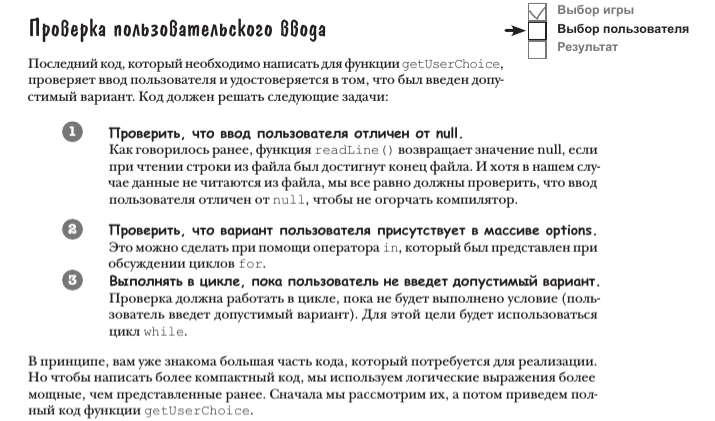 Проверка пользовательского ввода
Выбор игры
Выбор пользователя
Результат
Последний код, который необходимо написать для функции getUserChoice,
проверяет ввод пользователя и удостоверяется в том, что был введен допу-
стимый вариант. Код должен решать следующие задачи:
1 Проверить, что ввод пользователя отличен от null.
Как говорилось ранее, функция readLine() возвращает значение null, если
при чтении строки из файла был достигнут конец файла. И хотя в нашем слу-
чае данные не читаются из файла, мы все равно должны проверить, что ввод
пользователя отличен от null, чтобы не огорчать компилятор.
2 Проверить, что вариант пользователя присутствует в массиве options.
Это можно сделать при помощи оператора in, который был представлен при
обсуждении циклов for.
3 Выполнять в цикле, пока пользователь не введет допустимый вариант.
Проверка должна работать в цикле, пока не будет выполнено условие (поль-
зователь введет допустимый вариант). Для этой цели будет использоваться
цикл while.
В принципе, вам уже знакома большая часть кода, который потребуется для реализации.
Но чтобы написать более компактный код, мы используем логические выражения более
мощные, чем представленные ранее. Сначала мы рассмотрим их, а потом приведем пол-
ный код функции getUserChoice.